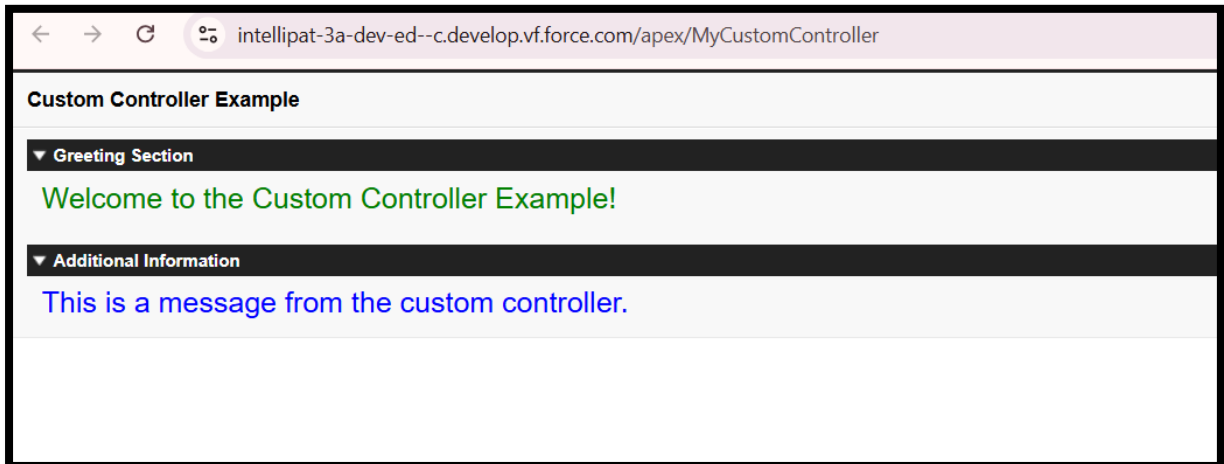 intellipat-3a-dev-ed--c.develop.vf.force.com/apex/MyCustomController
Custom Controller Example
Greeting Section
Welcome to the Custom Controller Example!
Additional Information
This is a message from the custom controller.